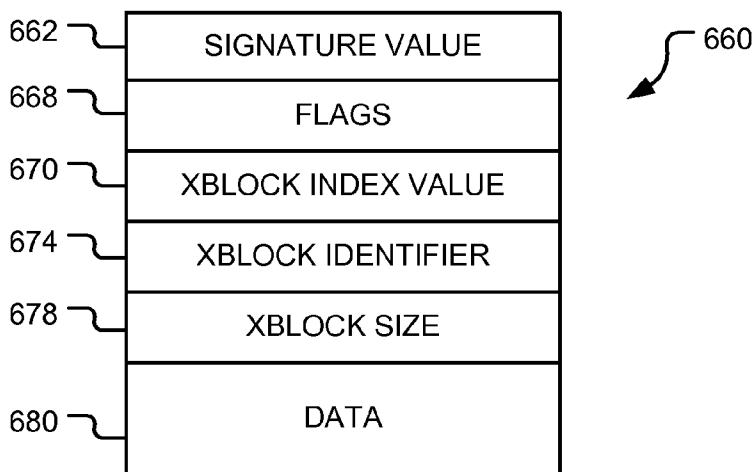 662 SIGNATURE VALUE
660
668 FLAGS
670 XBLOCK INDEX VALUE
674 XBLOCK IDENTIFIER
678 XBLOCK SIZE
680 DATA